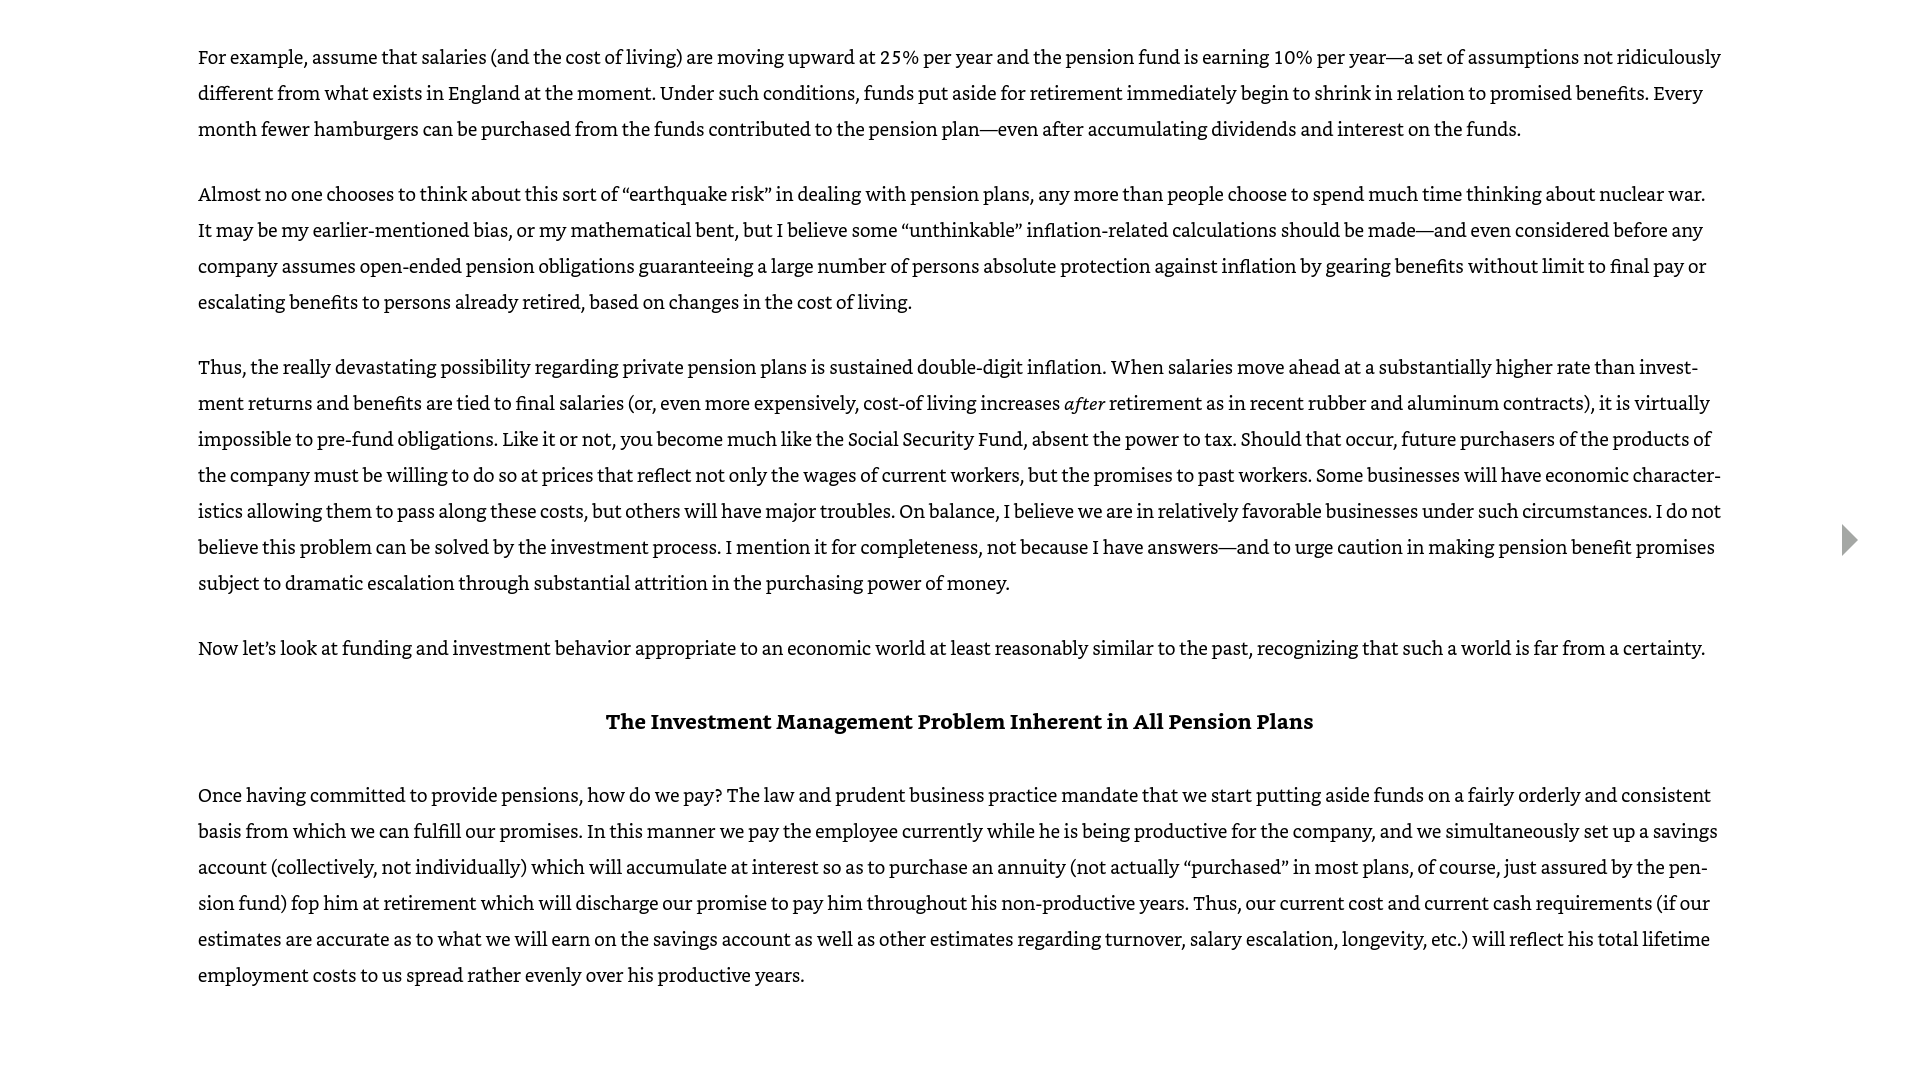 For example, assume that salaries (and the cost of living) are moving upward at 25% per year and the pension fund is earning 10% per year—a set of assumptions not ridiculously
different from what exists in England at the moment. Under such conditions, funds put aside for retirement immediately begin to shrink in relation to promised benefits. Every
month fewer hamburgers can be purchased from the funds contributed to the pension plan—even after accumulating dividends and interest on the funds.
Almost no one chooses to think about this sort of “earthquake risk” in dealing with pension plans, any more than people choose to spend much time thinking about nuclear war.
It may be my earlier-mentioned bias, or my mathematical bent, but I believe some “unthinkable” inflation-related calculations should be made—and even considered before any
company assumes open-ended pension obligations guaranteeing a large number of persons absolute protection against inflation by gearing benefits without limit to final pay or
escalating benefits to persons already retired, based on changes in the cost of living.
Thus, the really devastating possibility regarding private pension plans is sustained double-digit inflation. When salaries move ahead at a substantially higher rate than invest-
ment returns and benefits are tied to final salaries (or, even more expensively, cost-of living increases after retirement as in recent rubber and aluminum contracts), it is virtually
impossible to pre-fund obligations. Like it or not, you become much like the Social Security Fund, absent the power to tax. Should that occur, future purchasers of the products of
the company must be willing to do so at prices that reflect not only the wages of current workers, but the promises to past workers. Some businesses will have economic character-
istics allowing them to pass along these costs, but others will have major troubles. On balance, I believe we are in relatively favorable businesses under such circumstances. I do not
believe this problem can be solved by the investment process. I mention it for completeness, not because I have answers—and to urge caution in making pension benefit promises
subject to dramatic escalation through substantial attrition in the purchasing power of money.
Now let’s look at funding and investment behavior appropriate to an economic world at least reasonably similar to the past, recognizing that such a world is far from a certainty.
The Investment Management Problem Inherent in All Pension Plans
Once having committed to provide pensions, how do we pay? The law and prudent business practice mandate that we start putting aside funds on a fairly orderly and consistent
basis from which we can fulfill our promises. In this manner we pay the employee currently while he is being productive for the company, and we simultaneously set up a savings
account (collectively, not individually) which will accumulate at interest so as to purchase an annuity (not actually “purchased” in most plans, of course, just assured by the pen-
sion fund) fop him at retirement which will discharge our promise to pay him throughout his non-productive years. Thus, our current cost and current cash requirements (if our
estimates are accurate as to what we will earn on the savings account as well as other estimates regarding turnover, salary escalation, longevity, etc.) will reflect his total lifetime
employment costs to us spread rather evenly over his productive years.